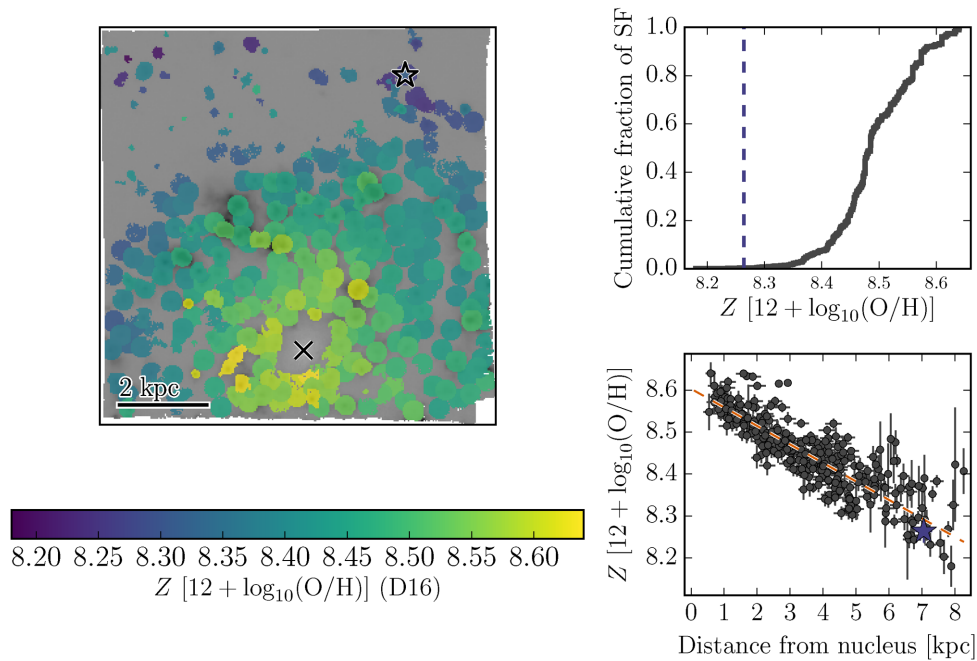 2 kpc
8.20 8.25 8.30 8.35 8.40 8.45 8.50 8.55 8.60
Z [12 + log₁₀(O/H)] (D16)
Cumulative fraction of SF
1.0
0.8
0.6
0.4
0.2
0.0
8.2 8.3 8.4 8.5 8.6
Z [12 + log₁₀(O/H)]
Z [12 + log₁₀(O/H)]
8.6
8.5
8.4
8.3
8.2
0 1 2 3 4 5 6 7 8
Distance from nucleus [kpc]